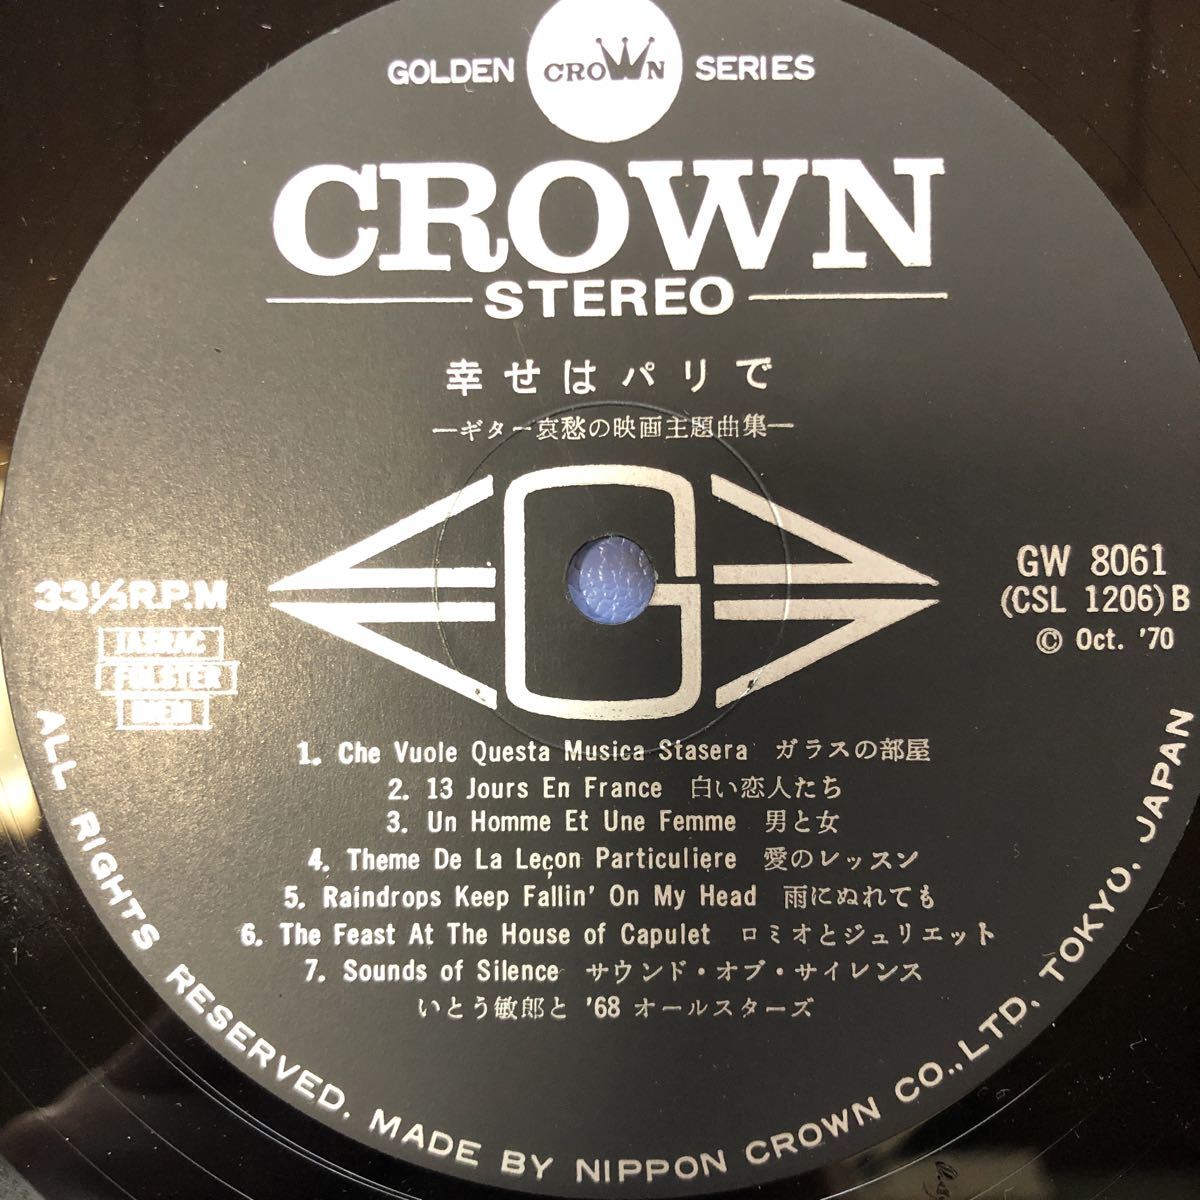 GOLDEN CROWN SERIES
CROWN
STEREO
幸せはパリで
—ギター哀愁の映画主題曲集—
G
33⅓R.P.M
GW 8061
(CSL 1206)B
© Oct. '70
JASRAC
FOLSTER
BIEM
1. Che Vuole Questa Musica Stasera ガラスの部屋
2. 13 Jours En France 白い恋人たち
3. Un Homme Et Une Femme 男と女
4. Theme De La Leçon Particuliere 愛のレッスン
5. Raindrops Keep Fallin' On My Head 雨にぬれても
6. The Feast At The House of Capulet ロミオとジュリエット
7. Sounds of Silence サウンド・オブ・サイレンス
いとう敏郎と '68 オールスターズ
ALL RIGHTS RESERVED. MADE BY NIPPON CROWN CO., LTD. TOKYO, JAPAN